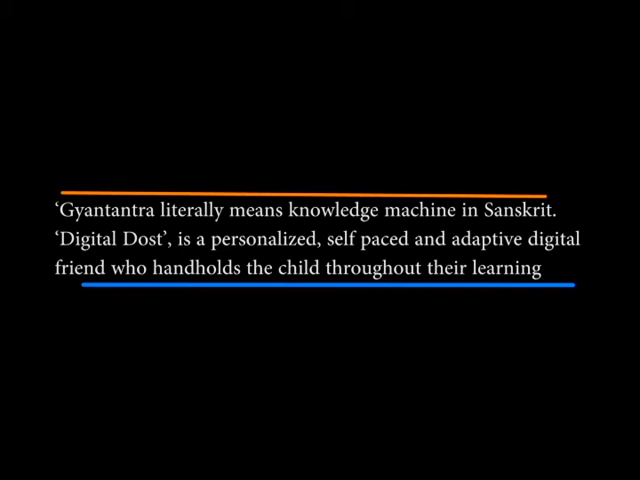 ‘Gyantantra literally means knowledge machine in Sanskrit.
‘Digital Dost’, is a personalized, self paced and adaptive digital
friend who handholds the child throughout their learning